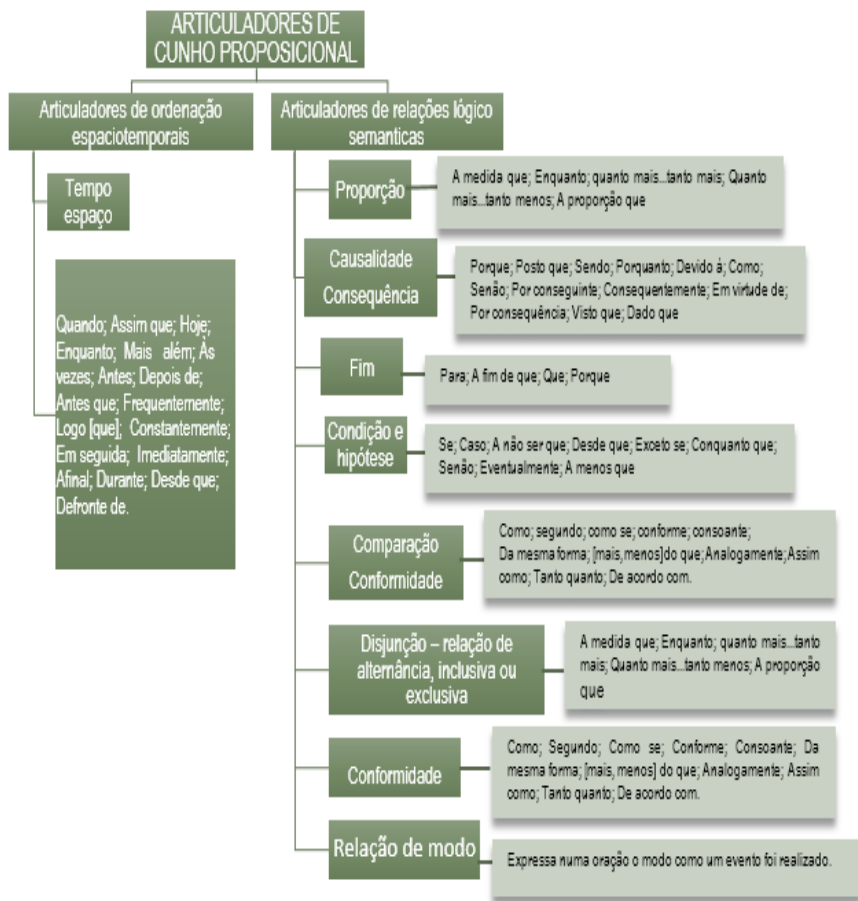 ARTICULADORES DE
CUNHO PROPOSICIONAL
Articuladores de ordenação
espaciotemporais
Tempo
espaço
Quando; Assim que; Hoje;
Enquanto; Mais além; Às
vezes; Antes; Depois de;
Antes que; Frequentemente;
Logo [que]; Constantemente;
Em seguida; Imediatamente;
Afinal; Durante; Desde que;
Defronte de.
Articuladores de relações lógico
semanticas
Proporção
A medida que; Enquanto; quanto mais...tanto mais; Quanto
mais...tanto menos; A proporção que
Causalidade
Consequência
Porque; Posto que; Sendo; Porquanto; Devido á; Como;
Senão; Por conseguinte; Consequentemente; Em virtude de;
Por consequência; Visto que; Dado que
Fim
Para; A fim de que; Que; Porque
Condição e
hipótese
Se; Caso; A não ser que; Desde que; Exceto se; Conquanto que;
Senão; Eventualmente; A menos que
Comparação
Conformidade
Como; segundo; como se; conforme; consoante;
Da mesma forma; [mais, menos] do que; Analogamente; Assim
como; Tanto quanto; De acordo com.
Disjunção – relação de
alternância, inclusiva ou
exclusiva
A medida que; Enquanto; quanto mais...tanto
mais; Quanto mais...tanto menos; A proporção
que
Conformidade
Como; Segundo; Como se; Conforme; Consoante; Da
mesma forma; [mais, menos] do que; Analogamente; Assim
como; Tanto quanto; De acordo com.
Relação de modo
Expressa numa oração o modo como um evento foi realizado.